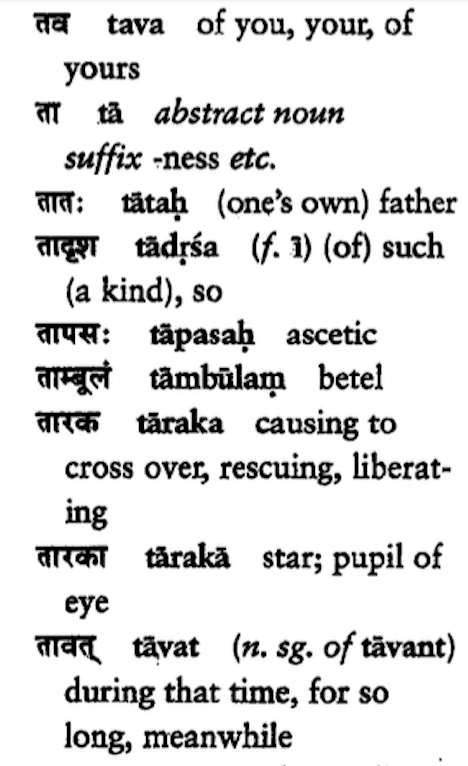 तव tava of you, your, of
yours
ता tā abstract noun
suffix -ness etc.
तातः tātaḥ (one's own) father
तादृश tādṛśa (f. ī) (of) such
(a kind), so
तापसः tāpasaḥ ascetic
ताम्बूलं tāmbūlaṃ betel
तारक tāraka causing to
cross over, rescuing, liberat-
ing
तारका tārakā star; pupil of
eye
तावत् tāvat (n. sg. of tāvant)
during that time, for so
long, meanwhile